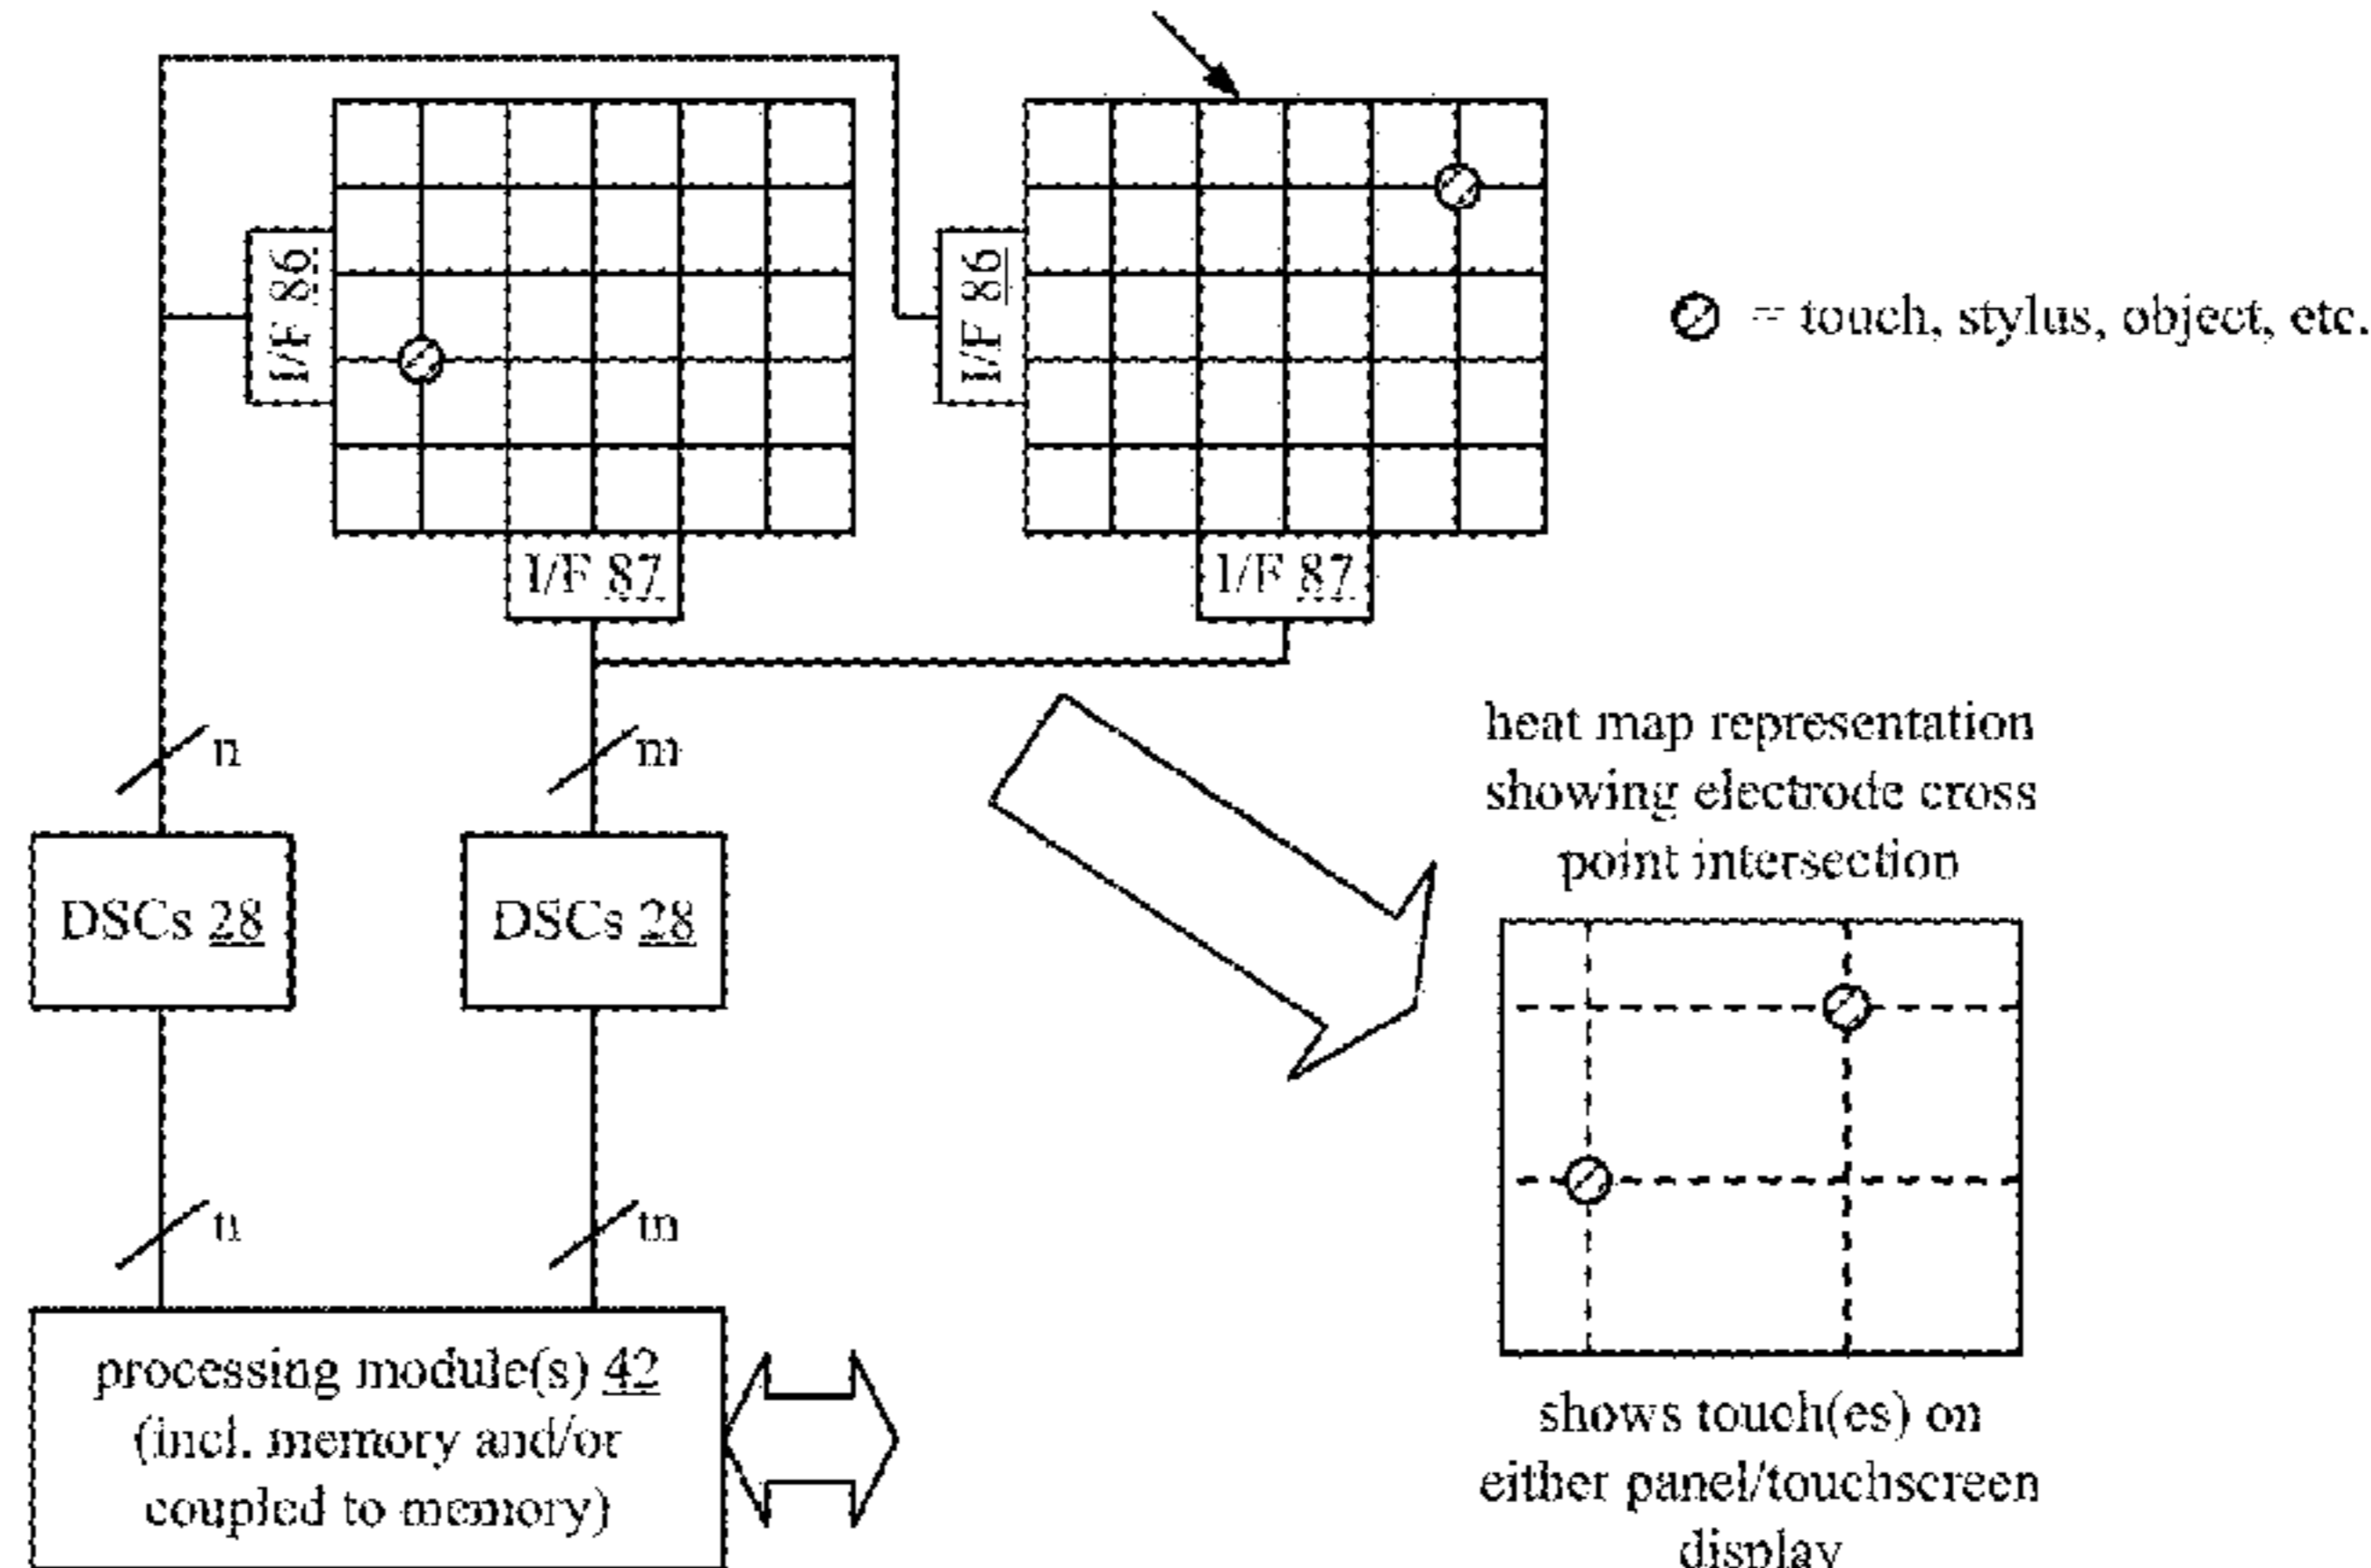 I/F 86
I/F 86
= touch, stylus, object, etc.
I/F 87
I/F 87
n
m
heat map representation
showing electrode cross
point intersection
DSCs 28
DSCs 28
n
m
processing module(s) 42
(incl. memory and/or
coupled to memory)
shows touch(es) on
either panel/touchscreen
display